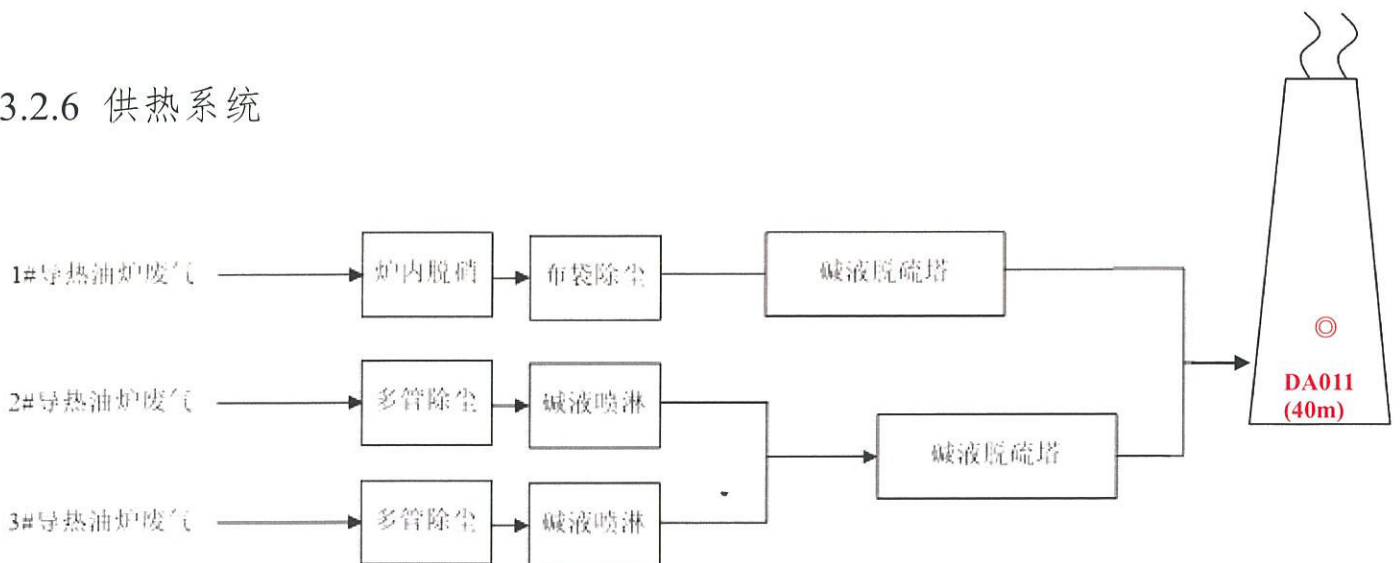 3.2.6 供热系统
1#导热油炉废气
炉内脱硝
布袋除尘
碱液脱硫塔
2#导热油炉废气
多管除尘
碱液喷淋
碱液脱硫塔
3#导热油炉废气
多管除尘
碱液喷淋
◎
DA011
(40m)